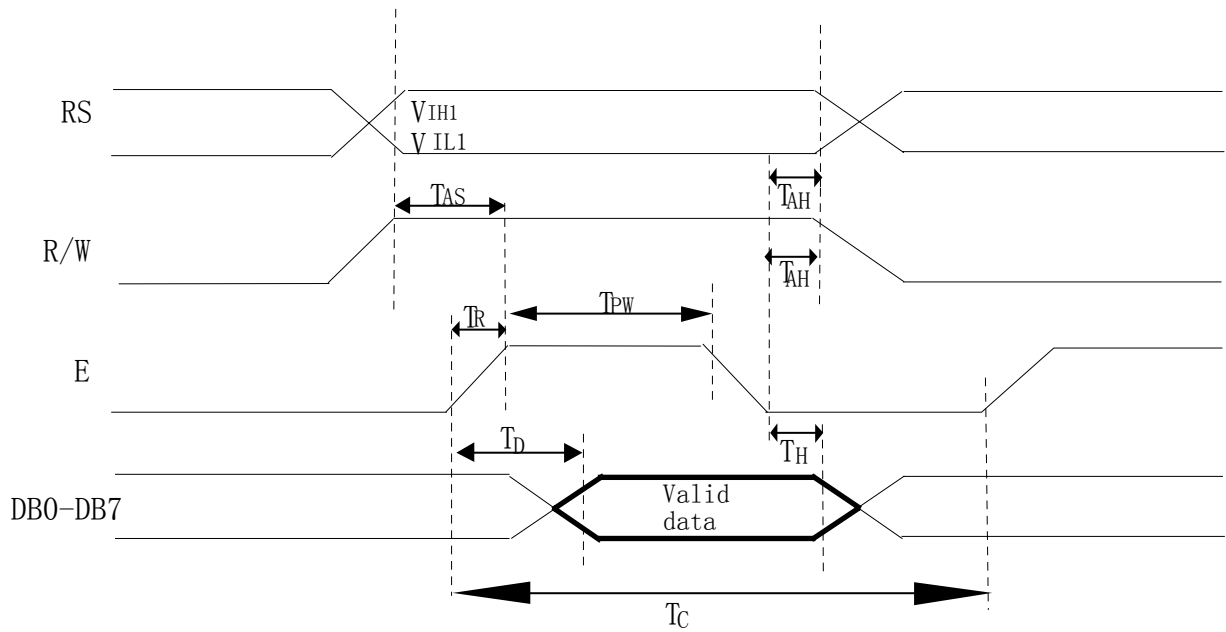 RS
VIH1
VIL1
TAS
TAH
R/W
TAH
TR
TPW
E
TD
TH
DB0-DB7
Valid
data
TC